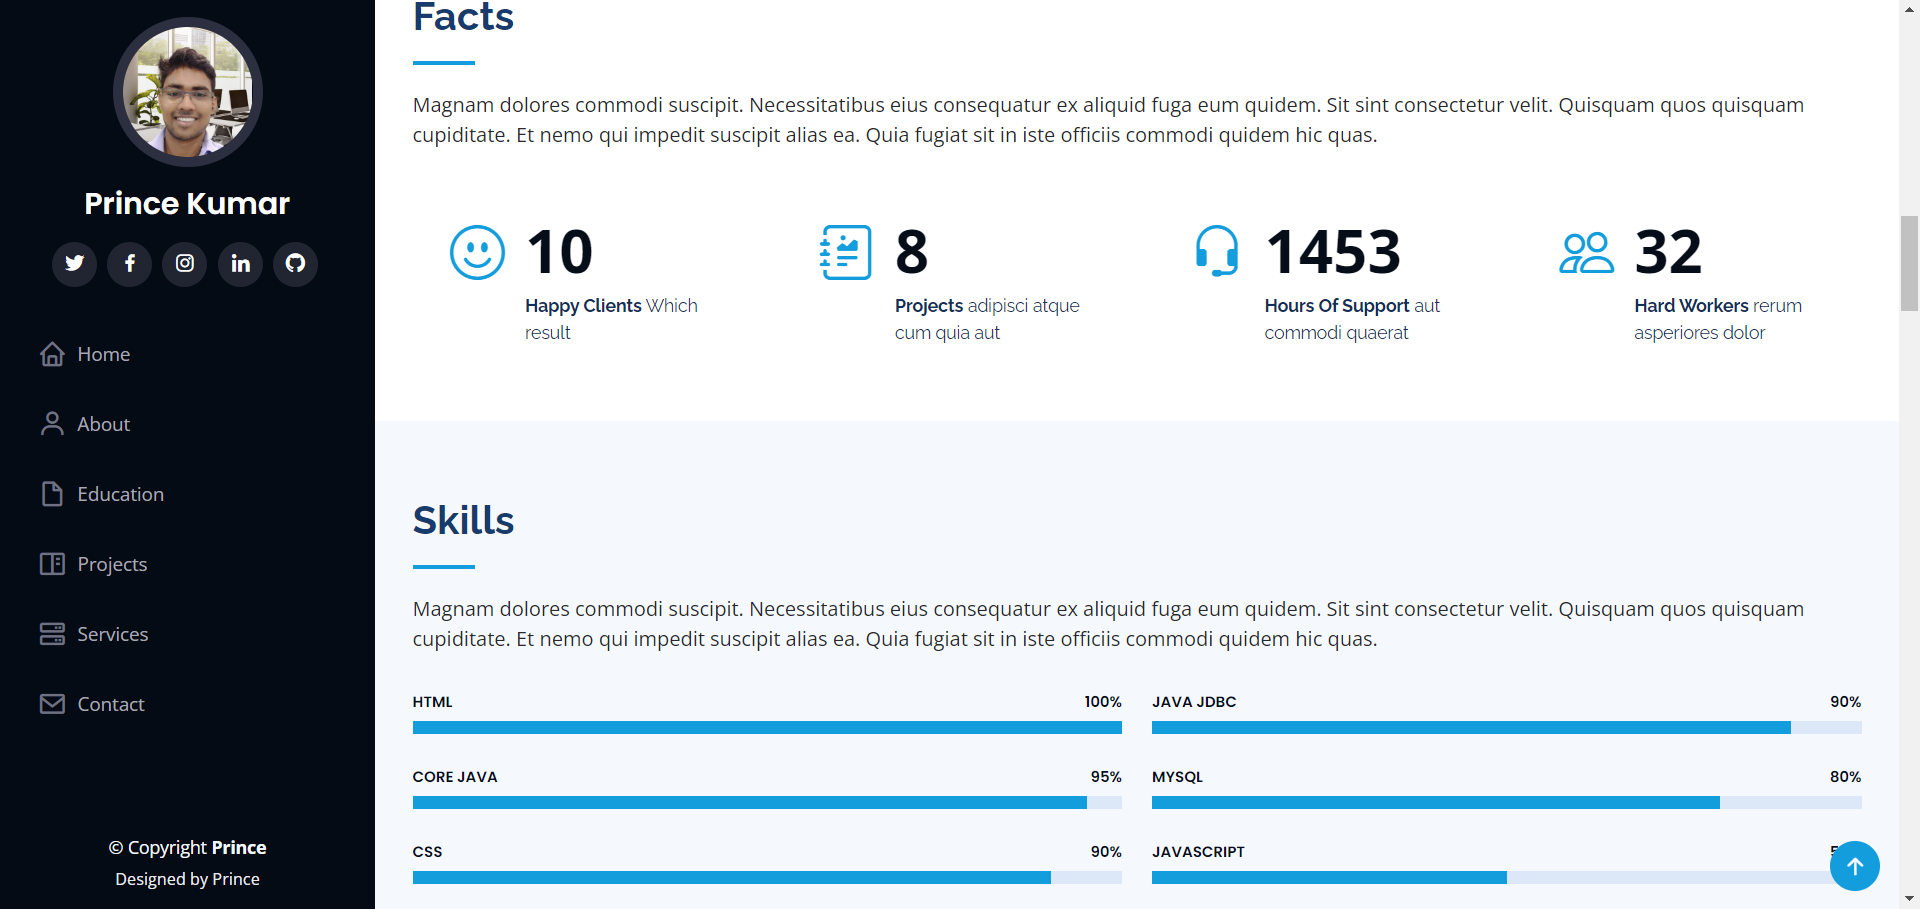 Prince Kumar
Home
About
Education
Projects
Services
Contact
© Copyright Prince
Designed by Prince
Facts
Magnam dolores commodi suscipit. Necessitatibus eius consequatur ex aliquid fuga eum quidem. Sit sint consectetur velit. Quisquam quos quisquam
cupiditate. Et nemo qui impedit suscipit alias ea. Quia fugiat sit in iste officiis commodi quidem hic quas.
10
Happy Clients Which
result
8
Projects adipisci atque
cum quia aut
1453
Hours Of Support aut
commodi quaerat
32
Hard Workers rerum
asperiores dolor
Skills
Magnam dolores commodi suscipit. Necessitatibus eius consequatur ex aliquid fuga eum quidem. Sit sint consectetur velit. Quisquam quos quisquam
cupiditate. Et nemo qui impedit suscipit alias ea. Quia fugiat sit in iste officiis commodi quidem hic quas.
HTML 100%
JAVA JDBC 90%
CORE JAVA 95%
MYSQL 80%
CSS 90%
JAVASCRIPT